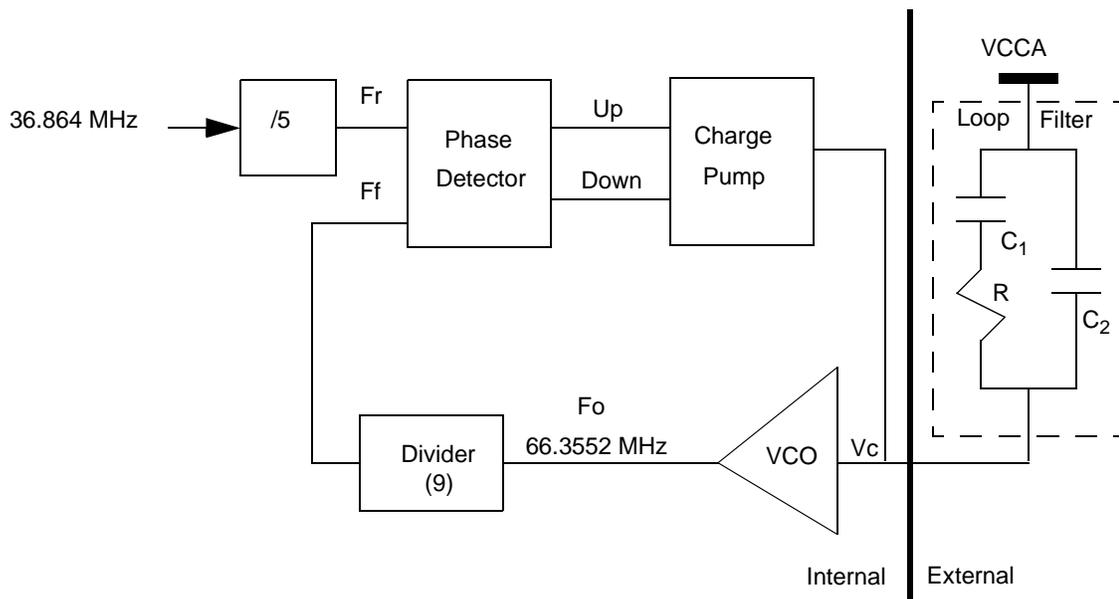 VCCA
Loop Filter
36.864 MHz
/5
Fr
Ff
Phase
Detector
Up
Down
Charge
Pump
C1
R
C2
Fo
66.3552 MHz
Divider
(9)
VCO
Vc
Internal
External